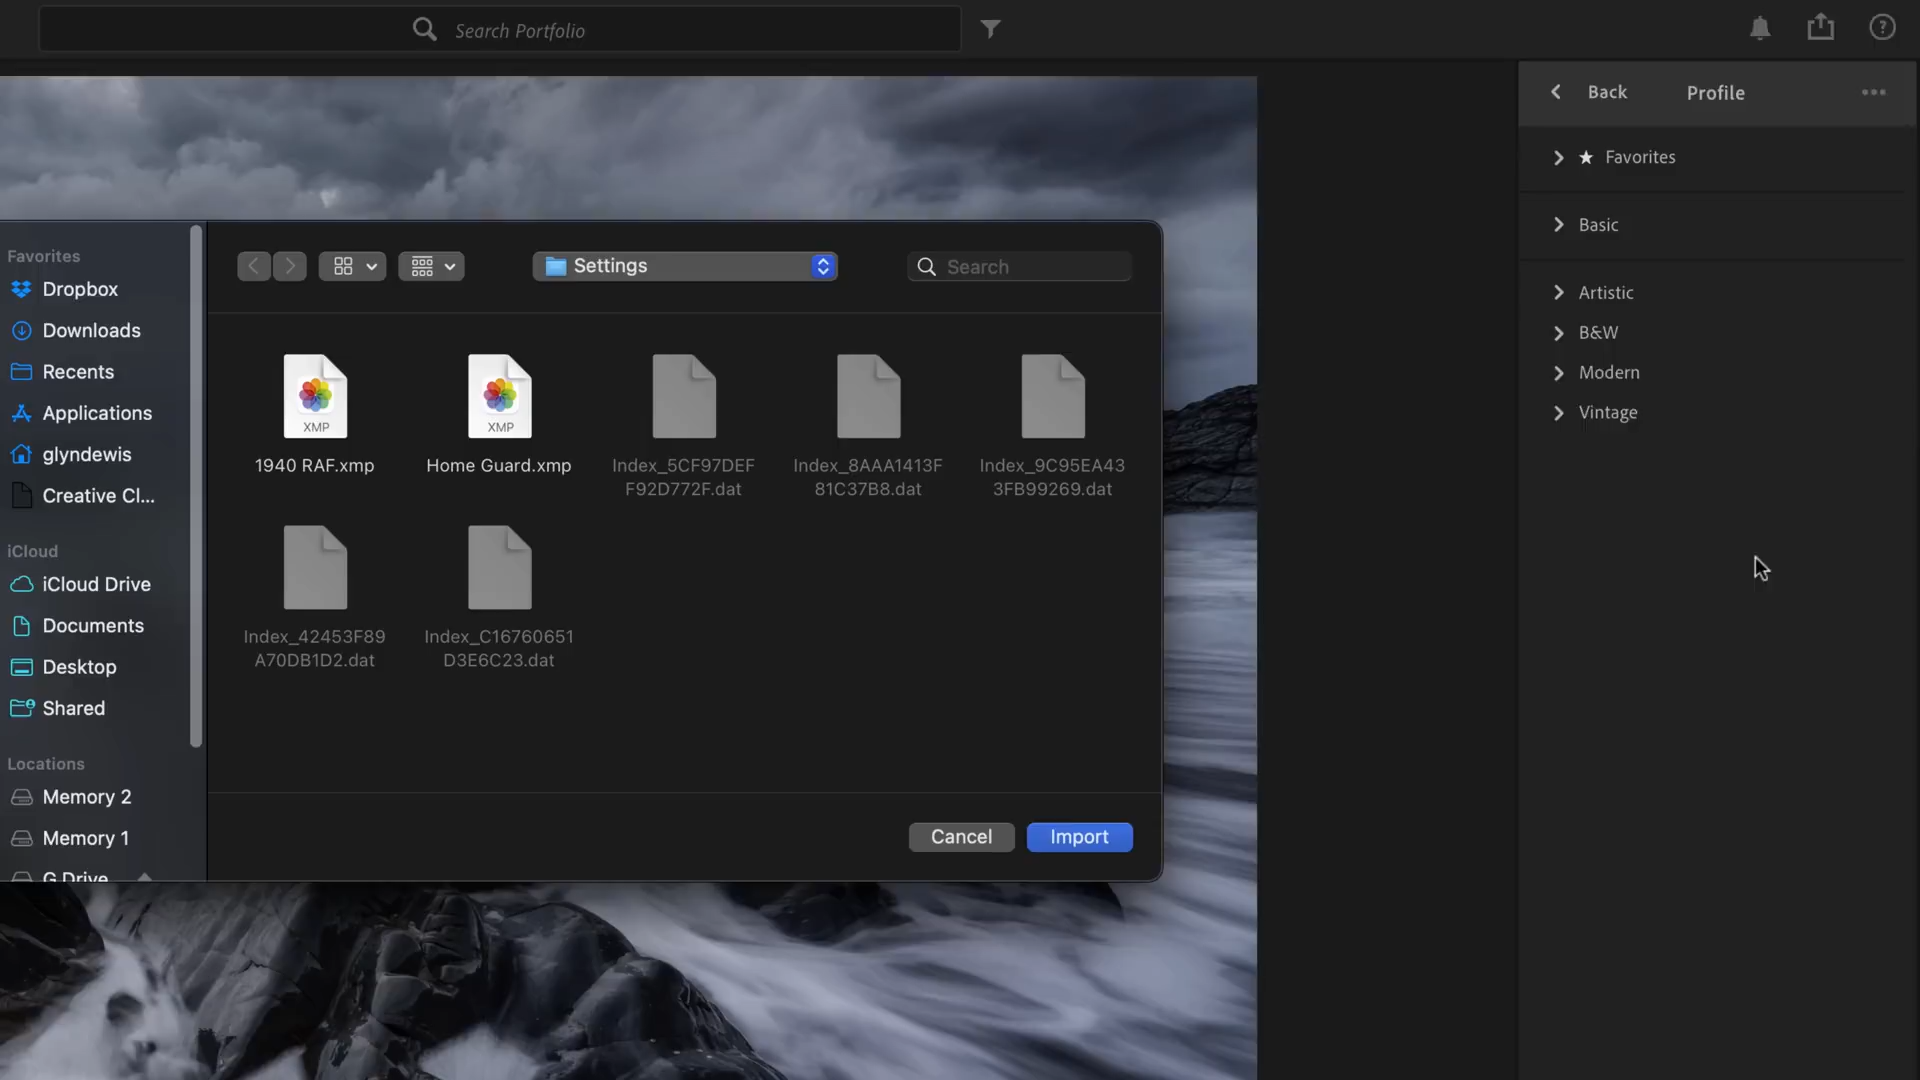 Search Portfolio
Back
Profile
Favorites
Basic
Artistic
B&W
Modern
Vintage
Favorites
Dropbox
Downloads
Recents
Applications
glyndewis
Creative Cl...
iCloud
iCloud Drive
Documents
Desktop
Shared
Locations
Memory 2
Memory 1
G Drive
Settings
Search
XMP
1940 RAF.xmp
XMP
Home Guard.xmp
Index_5CF97DEF
F92D772F.dat
Index_8AAA1413F
81C37B8.dat
Index_9C95EA43
3FB99269.dat
Index_42453F89
A70DB1D2.dat
Index_C16760651
D3E6C23.dat
Cancel
Import